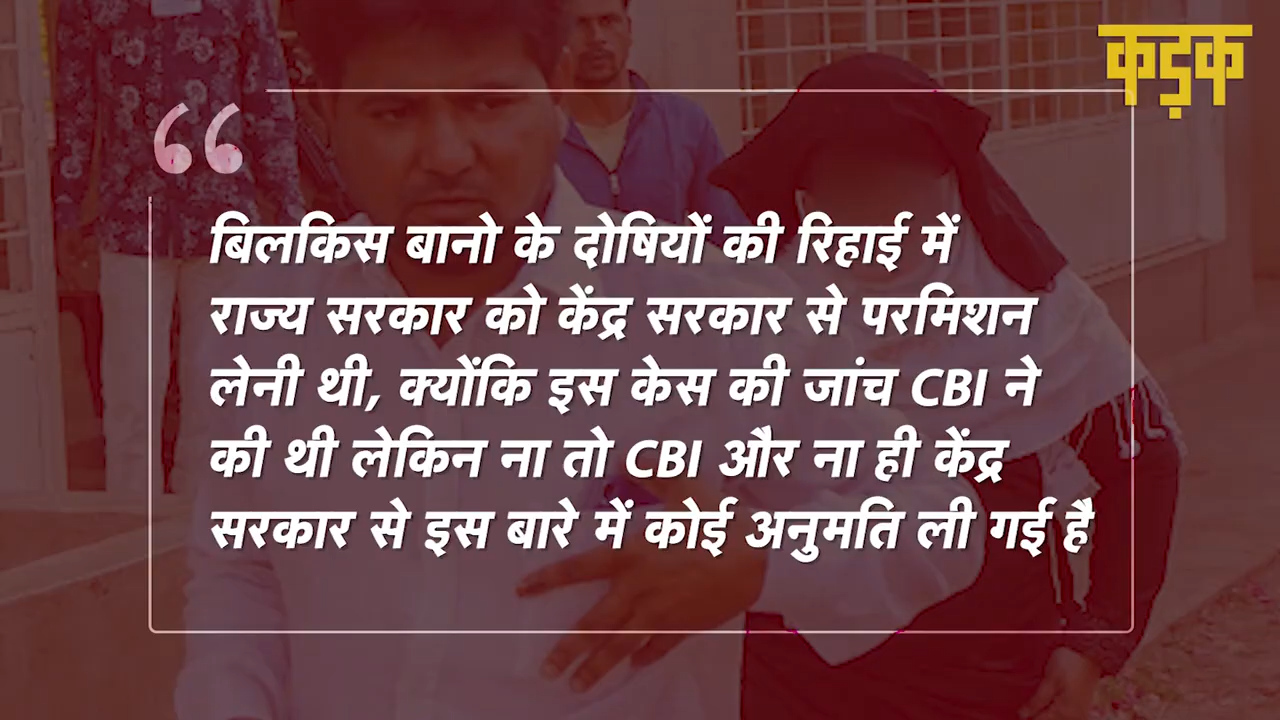 कड़क
“
बिलकिस बानो के दोषियों की रिहाई में
राज्य सरकार को केंद्र सरकार से परमिशन
लेनी थी, क्योंकि इस केस की जांच CBI ने
की थी लेकिन ना तो CBI और ना ही केंद्र
सरकार से इस बारे में कोई अनुमति ली गई है